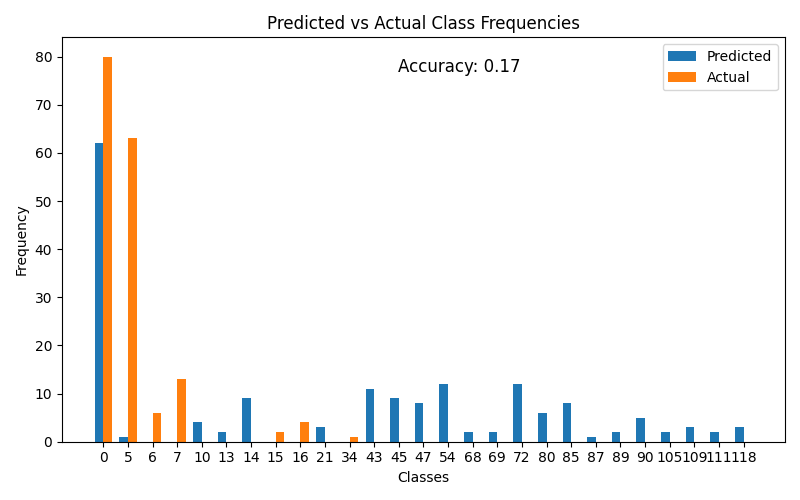 Predicted vs Actual Class Frequencies
Accuracy: 0.17
Predicted
Actual
Frequency
80
70
60
50
40
30
20
10
0
0 5 6 7 10 13 14 15 16 21 34 43 45 47 54 68 69 72 80 85 87 89 90 105 109 111 118
Classes